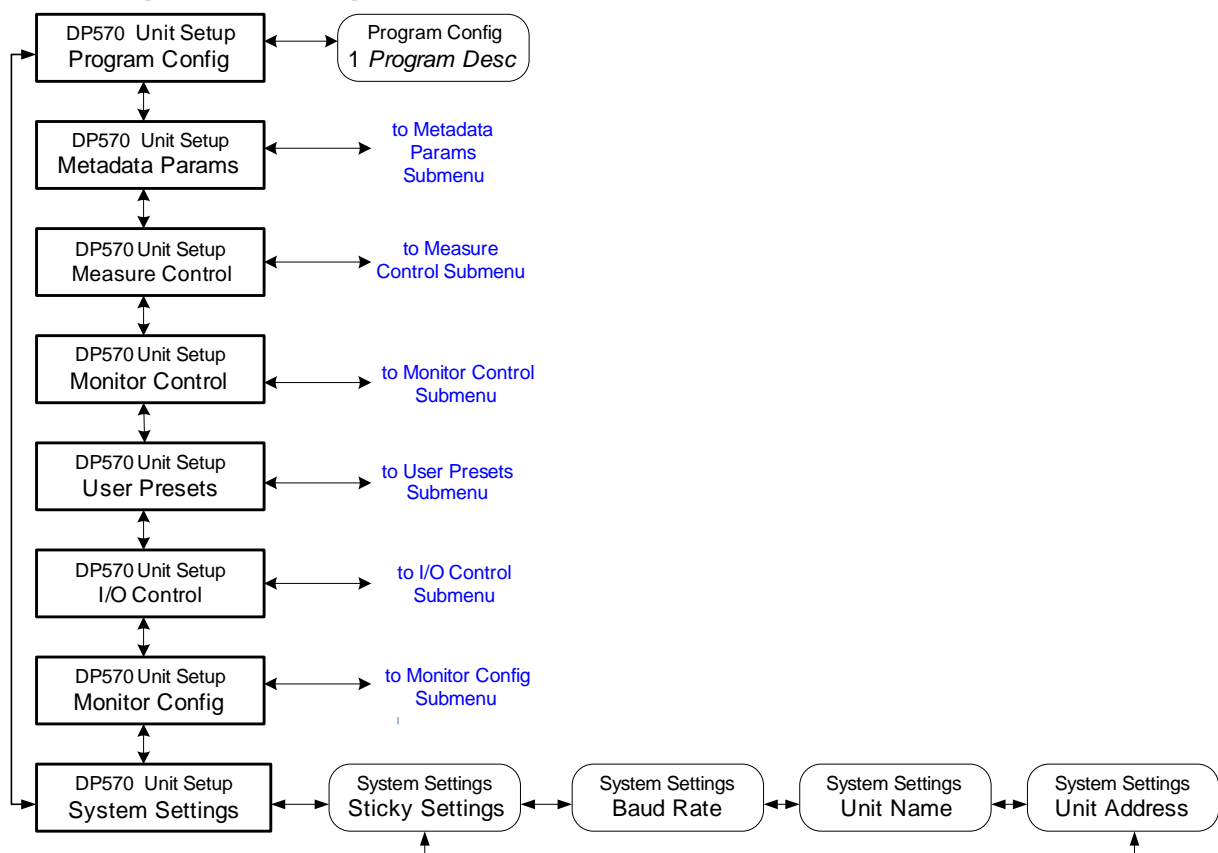 DP570 Unit Setup
Program Config
Program Config
1 Program Desc
DP570 Unit Setup
Metadata Params
to Metadata
Params
Submenu
DP570 Unit Setup
Measure Control
to Measure
Control Submenu
DP570 Unit Setup
Monitor Control
to Monitor Control
Submenu
DP570 Unit Setup
User Presets
to User Presets
Submenu
DP570 Unit Setup
I/O Control
to I/O Control
Submenu
DP570 Unit Setup
Monitor Config
to Monitor Config
Submenu
DP570 Unit Setup
System Settings
System Settings
Sticky Settings
System Settings
Baud Rate
System Settings
Unit Name
System Settings
Unit Address